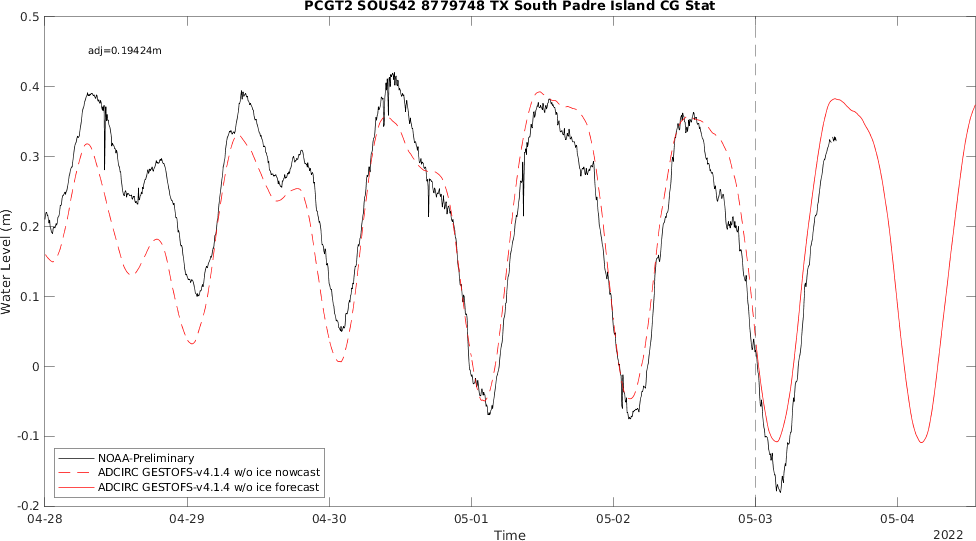 PCGT2 SOUS42 8779748 TX South Padre Island CG Stat
0.5
adj=0.19424m
0.4
0.3
0.2
0.1
0
-0.1
-0.2
Water Level (m)
NOAA-Preliminary
ADCIRC GESTOFS-v4.1.4 w/o ice nowcast
ADCIRC GESTOFS-v4.1.4 w/o ice forecast
04-28 04-29 04-30 05-01 05-02 05-03 05-04
Time
2022